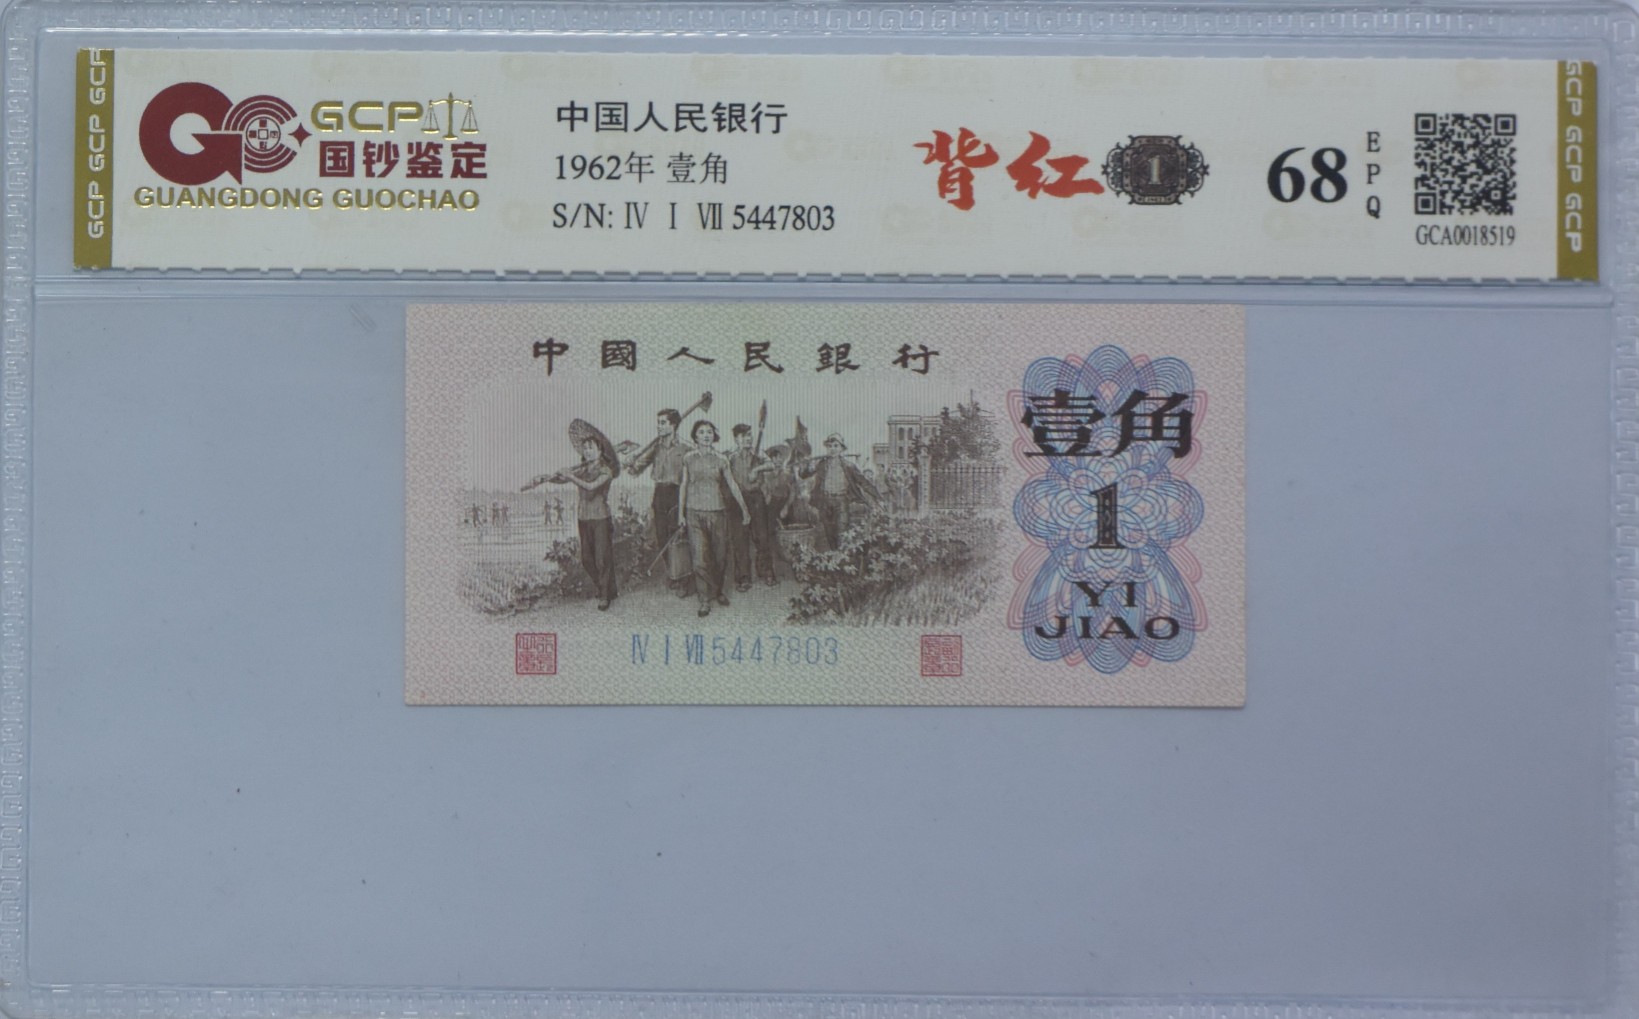 GCP GCP GCP
GCP
国钞鉴定
GUANGDONG GUOCHAO
中国人民银行
1962年 壹角
S/N: Ⅳ Ⅰ Ⅶ 5447803
背红
1
68
EPQ
GCA0018519
GCP GCP GCP
中國人民銀行
壹角
1
YI
JIAO
Ⅳ Ⅰ Ⅶ 5447803